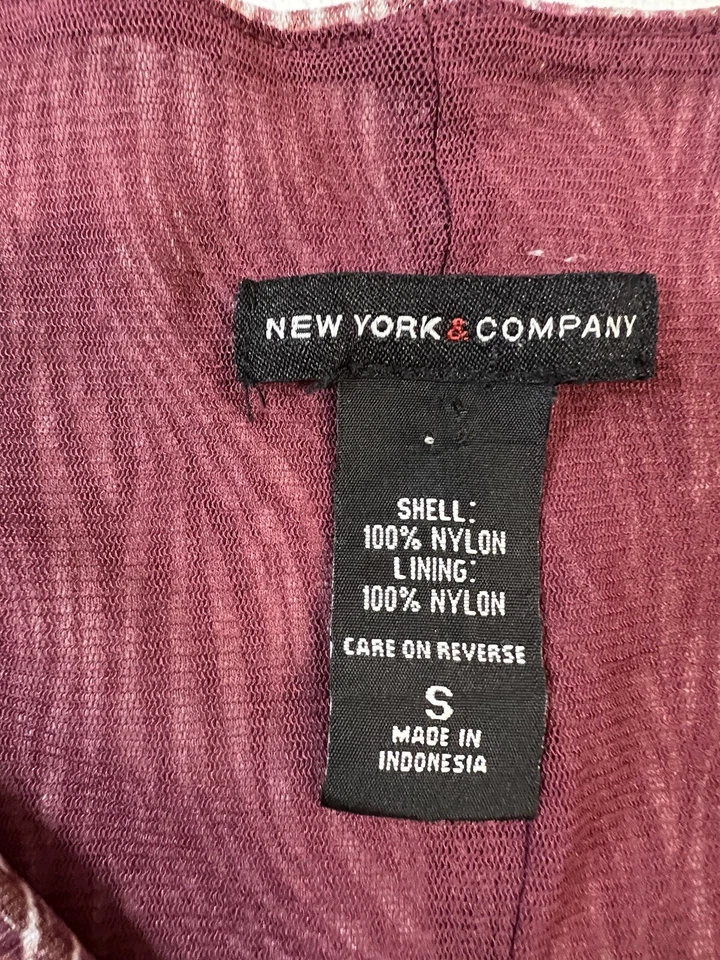 NEW YORK & COMPANY
SHELL:
100% NYLON
LINING:
100% NYLON
CARE ON REVERSE
S
MADE IN
INDONESIA